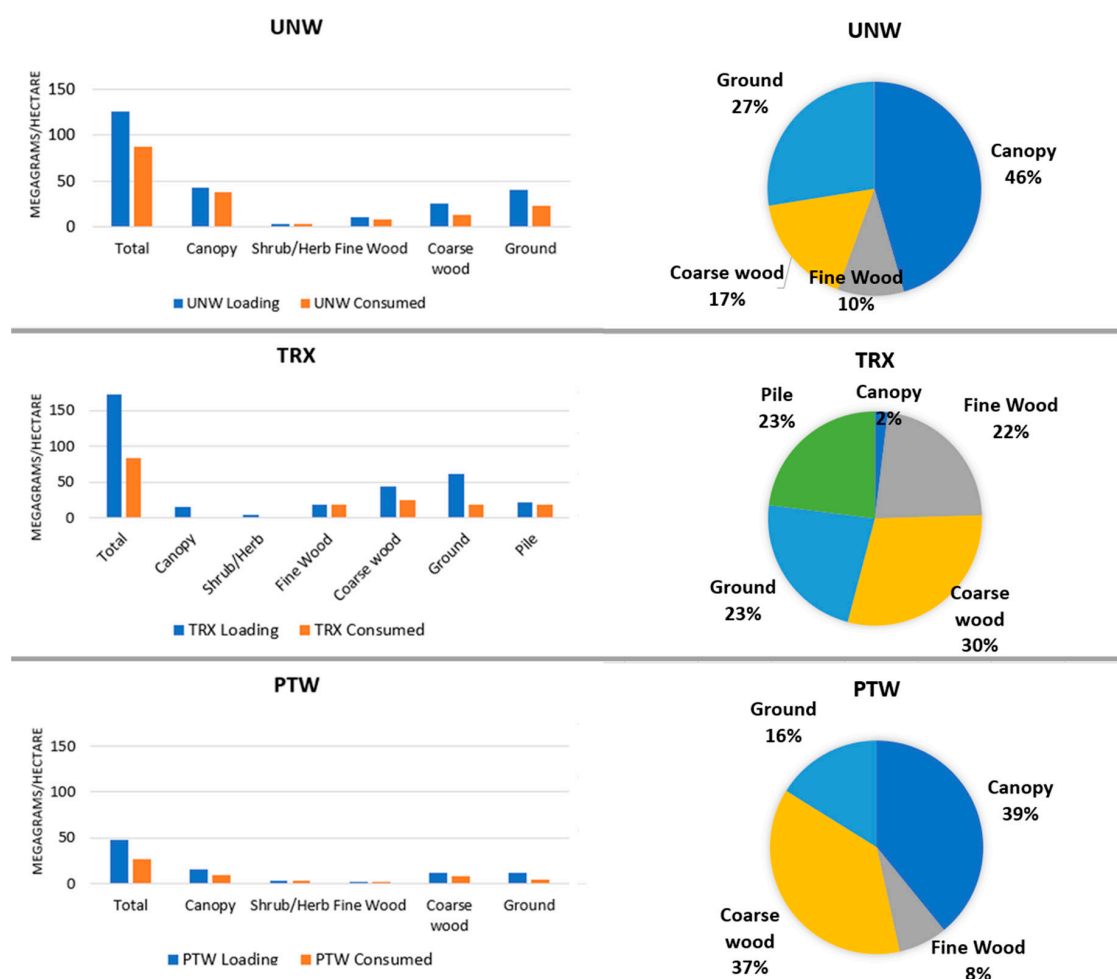 UNW
MEGAGRAMS/HECTARE
150
100
50
0
Total Canopy Shrub/Herb Fine Wood Coarse wood Ground
UNW Loading UNW Consumed
UNW
Ground
27%
Canopy
46%
Coarse wood
17%
Fine Wood
10%
TRX
MEGAGRAMS/HECTARE
150
100
50
0
Total Canopy Shrub/Herb Fine Wood Coarse wood Ground Pile
TRX Loading TRX Consumed
TRX
Pile
23%
Canopy
2%
Fine Wood
22%
Ground
23%
Coarse
wood
30%
PTW
MEGAGRAMS/HECTARE
150
100
50
0
Total Canopy Shrub/Herb Fine Wood Coarse wood Ground
PTW Loading PTW Consumed
PTW
Ground
16%
Canopy
39%
Coarse
wood
37%
Fine Wood
8%